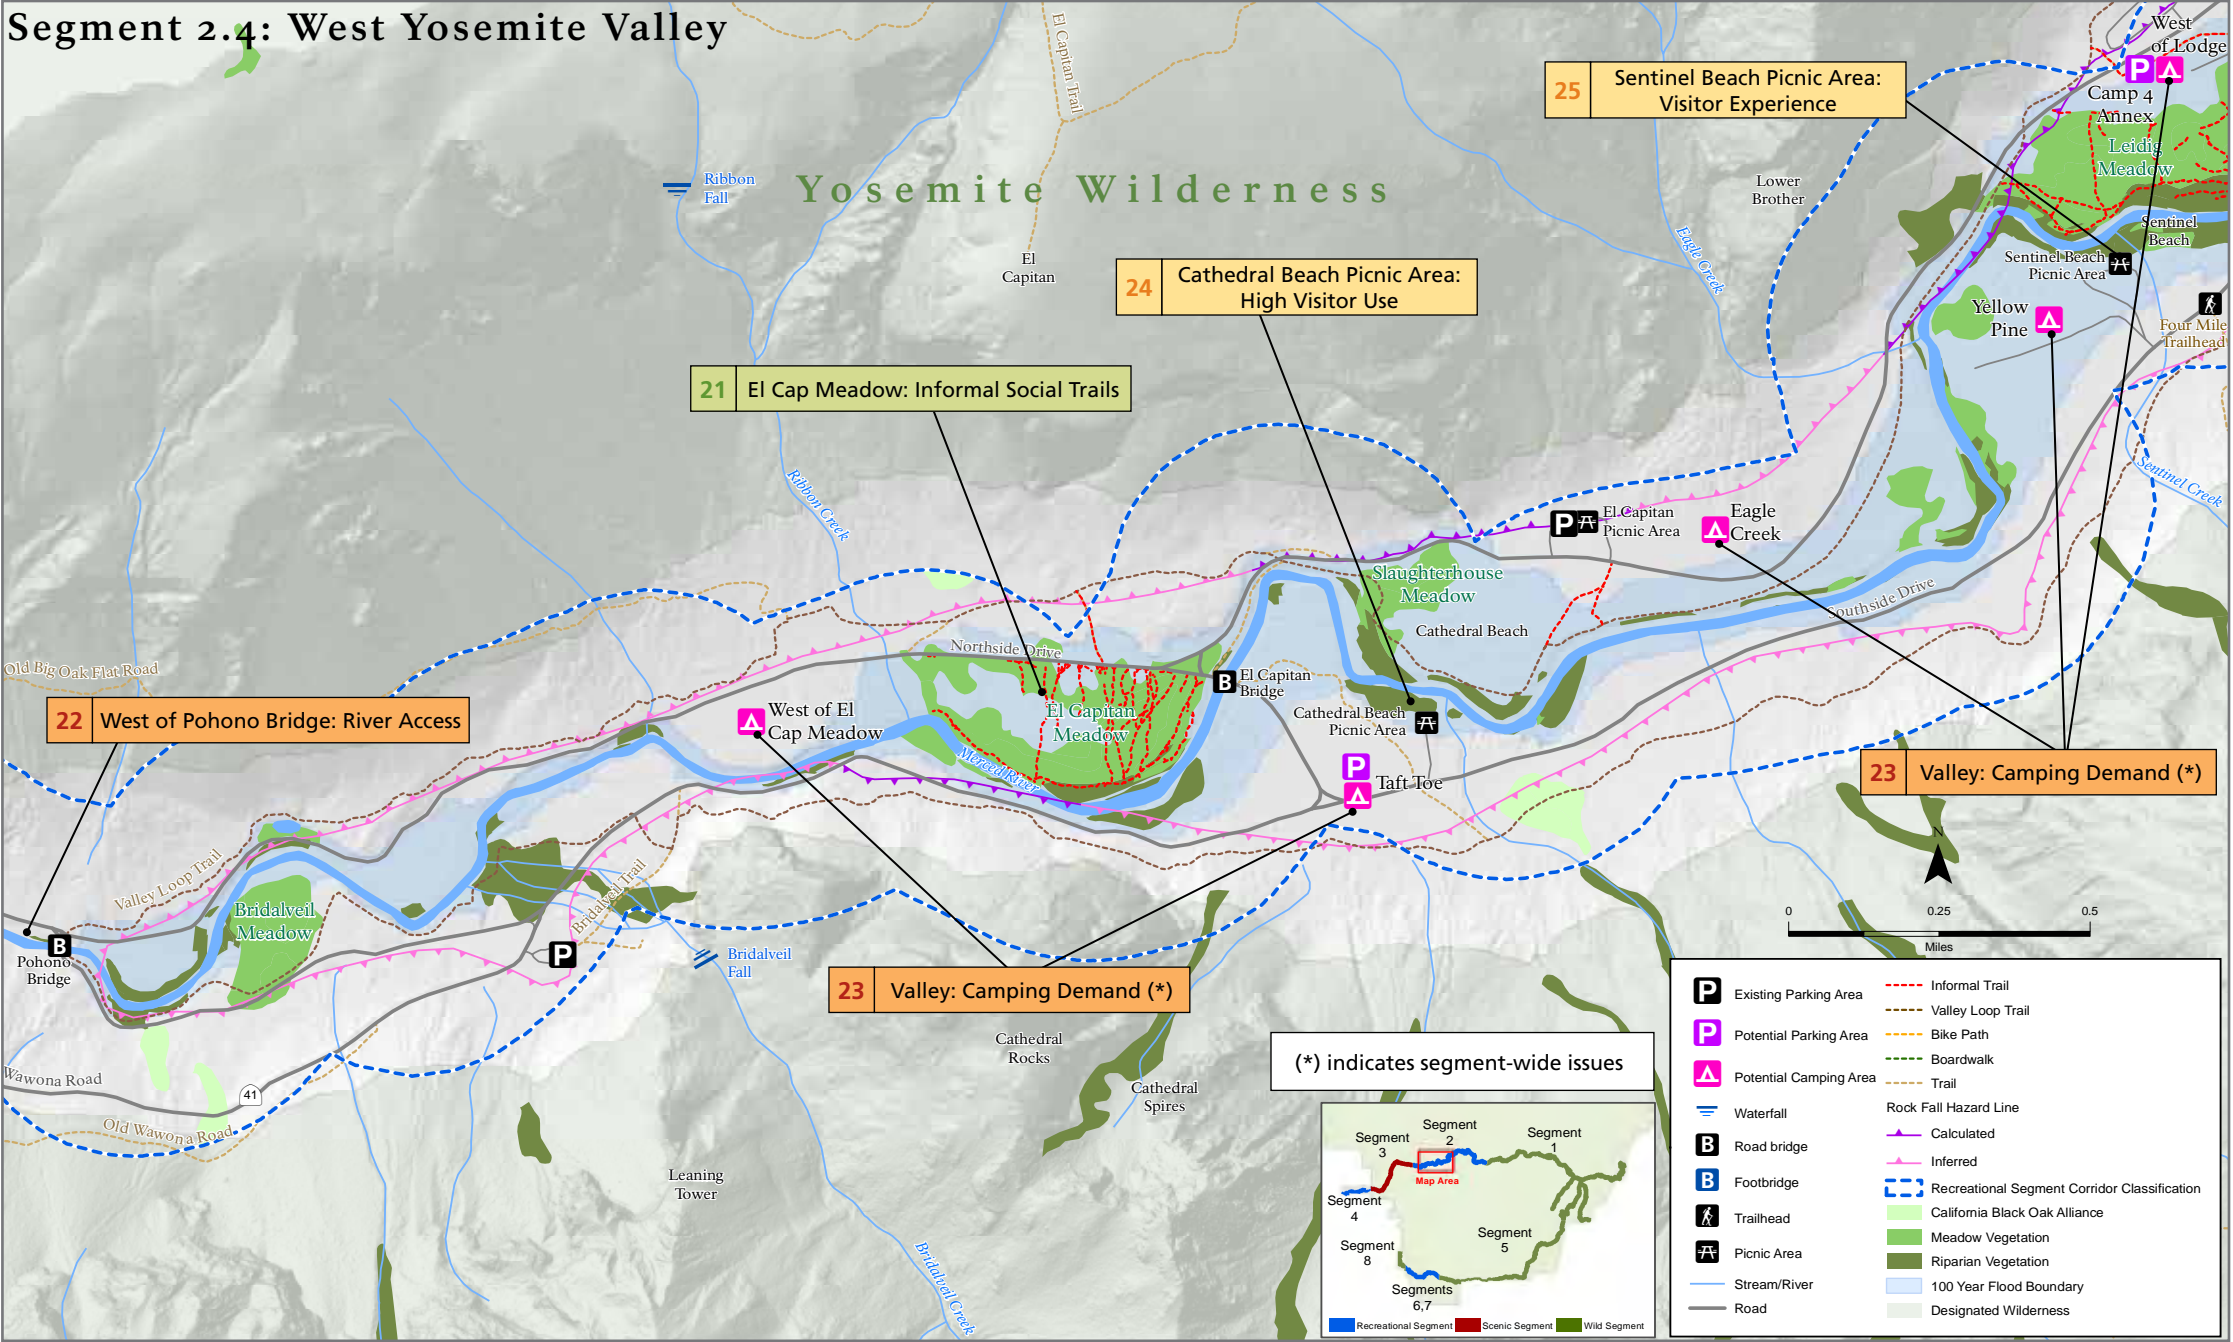 Segment 2.4: West Yosemite Valley
El Capitan Trail
West
of Lodge
P
Camp 4
Annex
Leidig
Meadow
25
Sentinel Beach Picnic Area:
Visitor Experience
Ribbon
Fall
Yosemite Wilderness
Lower
Brother
Eagle Creek
El
Capitan
Sentinel
Beach
Sentinel Beach
Picnic Area
24
Cathedral Beach Picnic Area:
High Visitor Use
Yellow
Pine
Four Mile
Trailhead
21
El Cap Meadow: Informal Social Trails
Ribbon Creek
Sentinel Creek
P
El Capitan
Picnic Area
Eagle
Creek
Slaughterhouse
Meadow
Cathedral Beach
Southside Drive
Northside Drive
Old Big Oak Flat Road
B
El Capitan
Bridge
El Capitan
Meadow
22
West of Pohono Bridge: River Access
West of El
Cap Meadow
Cathedral Beach
Picnic Area
Merced River
P
Taft Toe
23
Valley: Camping Demand (*)
N
Valley Loop Trail
Bridalveil Trail
Bridalveil
Meadow
B
Pohono
Bridge
P
Bridalveil
Fall
23
Valley: Camping Demand (*)
0
0.25
0.5
Miles
Cathedral
Rocks
Cathedral
Spires
Wawona Road
41
Old Wawona Road
Leaning
Tower
Bridalveil Creek
(*) indicates segment-wide issues
Segment
3
Segment
2
Segment
1
Map Area
Segment
4
Segment
5
Segment
8
Segments
6,7
Recreational Segment
Scenic Segment
Wild Segment
P
Existing Parking Area
P
Potential Parking Area
Potential Camping Area
Waterfall
B
Road bridge
B
Footbridge
Trailhead
Picnic Area
Stream/River
Road
Informal Trail
Valley Loop Trail
Bike Path
Boardwalk
Trail
Rock Fall Hazard Line
Calculated
Inferred
Recreational Segment Corridor Classification
California Black Oak Alliance
Meadow Vegetation
Riparian Vegetation
100 Year Flood Boundary
Designated Wilderness